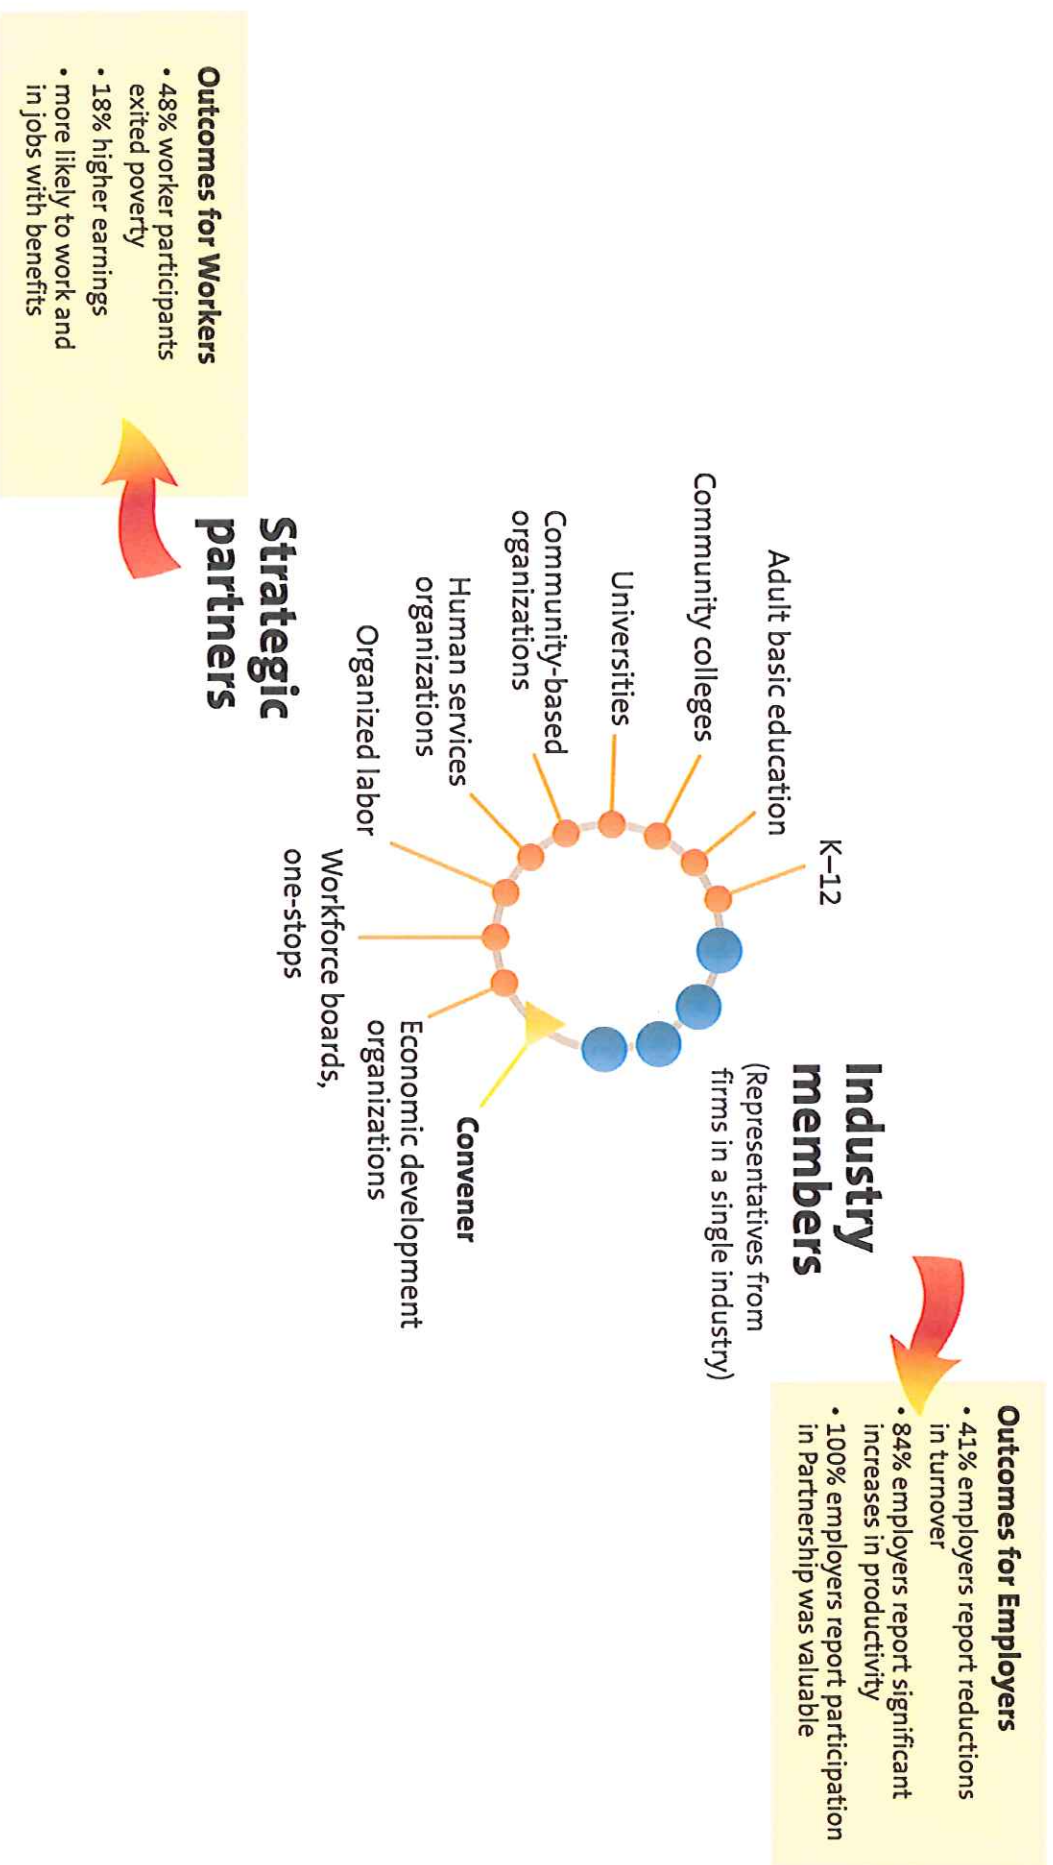 Outcomes for Employers
• 41% employers report reductions
in turnover
• 84% employers report significant
increases in productivity
• 100% employers report participation
in Partnership was valuable
Industry
members
(Representatives from
firms in a single industry)
K–12
Adult basic education
Community colleges
Universities
Community-based
organizations
Human services
organizations
Organized labor
Workforce boards,
one-stops
Economic development
organizations
Convener
Strategic
partners
Outcomes for Workers
• 48% worker participants
exited poverty
• 18% higher earnings
• more likely to work and
in jobs with benefits